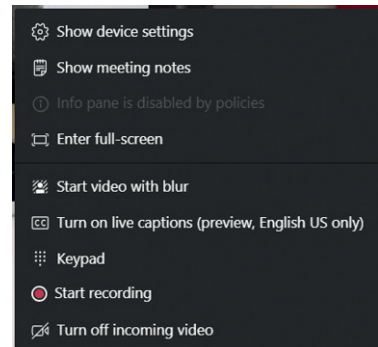 Show device settings
Show meeting notes
Info pane is disabled by policies
Enter full-screen
Start video with blur
CC Turn on live captions (preview, English US only)
Keypad
Start recording
Turn off incoming video